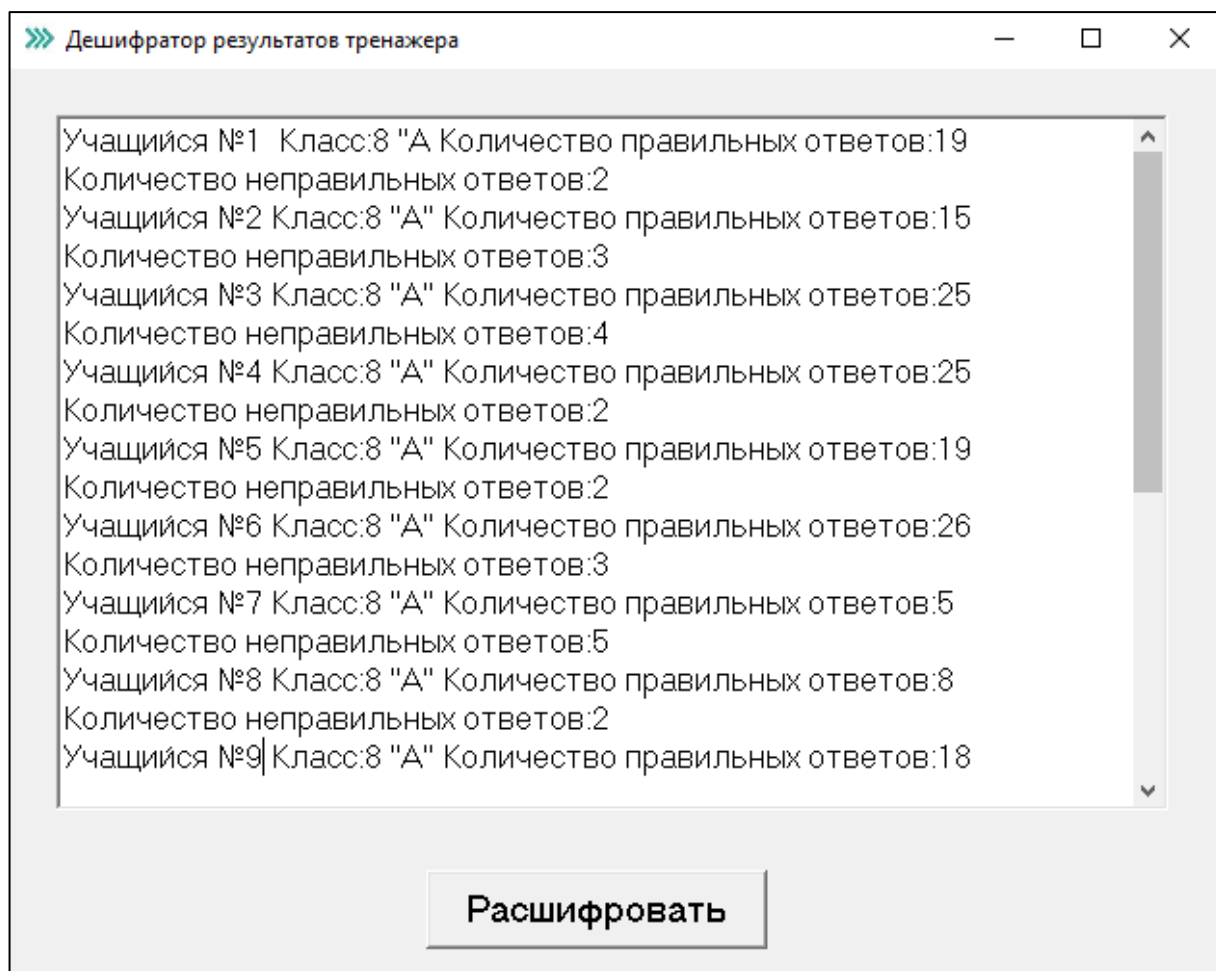 Дешифратор результатов тренажера
Учащийся №1  Класс:8 "А Количество правильных ответов:19
Количество неправильных ответов:2
Учащийся №2 Класс:8 "А" Количество правильных ответов:15
Количество неправильных ответов:3
Учащийся №3 Класс:8 "А" Количество правильных ответов:25
Количество неправильных ответов:4
Учащийся №4 Класс:8 "А" Количество правильных ответов:25
Количество неправильных ответов:2
Учащийся №5 Класс:8 "А" Количество правильных ответов:19
Количество неправильных ответов:2
Учащийся №6 Класс:8 "А" Количество правильных ответов:26
Количество неправильных ответов:3
Учащийся №7 Класс:8 "А" Количество правильных ответов:5
Количество неправильных ответов:5
Учащийся №8 Класс:8 "А" Количество правильных ответов:8
Количество неправильных ответов:2
Учащийся №9 Класс:8 "А" Количество правильных ответов:18
Расшифровать